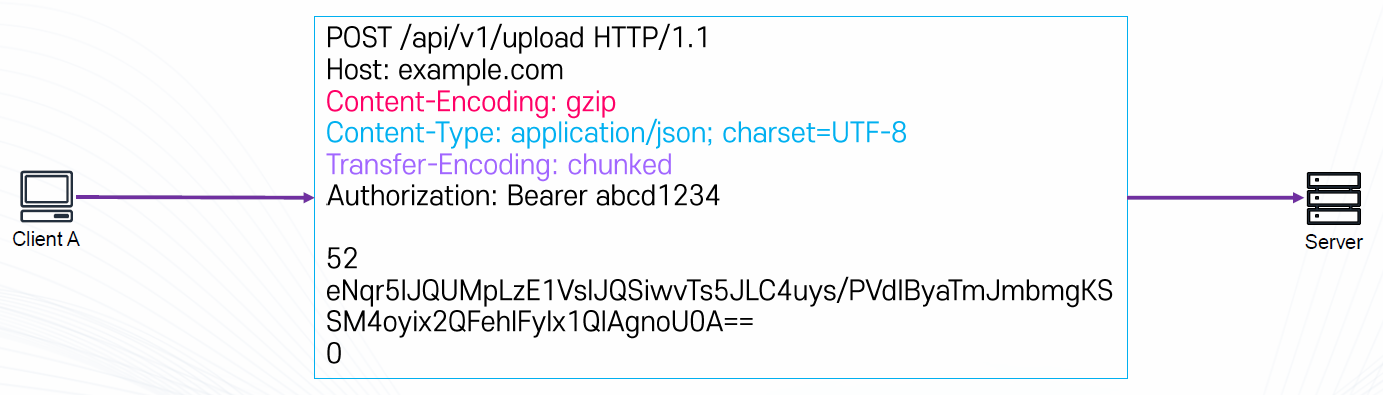 POST /api/v1/upload HTTP/1.1
Host: example.com
Content-Encoding: gzip
Content-Type: application/json; charset=UTF-8
Transfer-Encoding: chunked
Authorization: Bearer abcd1234
52
eNqr5lJQUMpLzE1VslJQSiwvTs5JLC4uys/PVdlByaTmJmbmgKS
SM4oyix2QFehlFylx1QlAgnoU0A==
0
Client A
Server